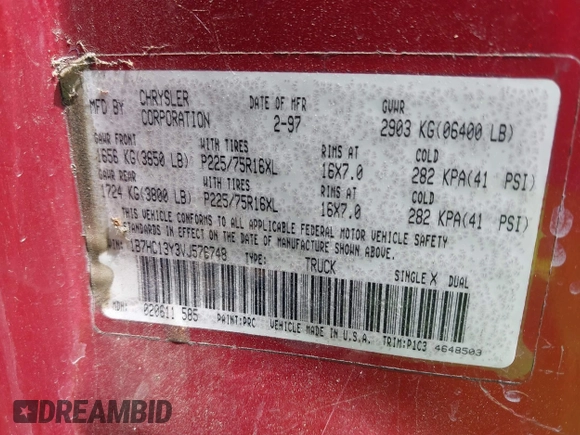 MFD BY CHRYSLER CORPORATION DATE OF MFR 2-97 GVWR 2903 KG(06400 LB)
GAWR FRONT WITH TIRES RIMS AT COLD
1656 KG(3650 LB) P225/75R16XL 16X7.0 282 KPA(41 PSI)
GAWR REAR WITH TIRES RIMS AT COLD
1724 KG(3800 LB) P225/75R16XL 16X7.0 282 KPA(41 PSI)
THIS VEHICLE CONFORMS TO ALL APPLICABLE FEDERAL MOTOR VEHICLE SAFETY
STANDARDS IN EFFECT ON THE DATE OF MANUFACTURE SHOWN ABOVE.
VIN: 1B7HC13Y3VJ576748 TYPE: TRUCK SINGLE X DUAL
MDH: 020611 585 PAINT:PRC VEHICLE MADE IN U.S.A. TRIM:P1C3 4648503
DREAMBID